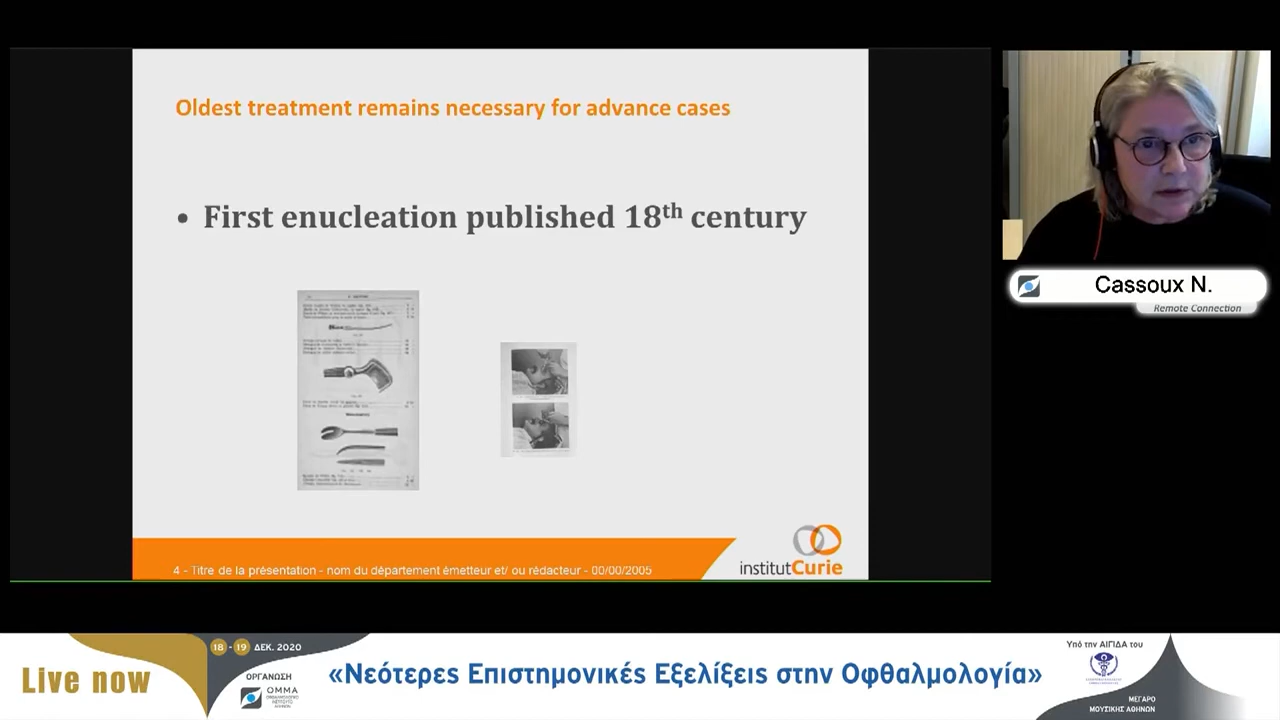 Oldest treatment remains necessary for advance cases
• First enucleation published 18th century
4 - Titre de la présentation - nom du département émetteur et/ ou rédacteur - 00/00/2005
institutCurie
Cassoux N.
Remote Connection
Live now
18 - 19 ΔΕΚ. 2020
ΟΡΓΑΝΩΣΗ
ΟΜΜΑ
«Νεότερες Επιστημονικές Εξελίξεις στην Οφθαλμολογία»
Υπό την ΑΙΓΙΔΑ του
ΜΕΓΑΡΟ
ΜΟΥΣΙΚΗΣ ΑΘΗΝΩΝ